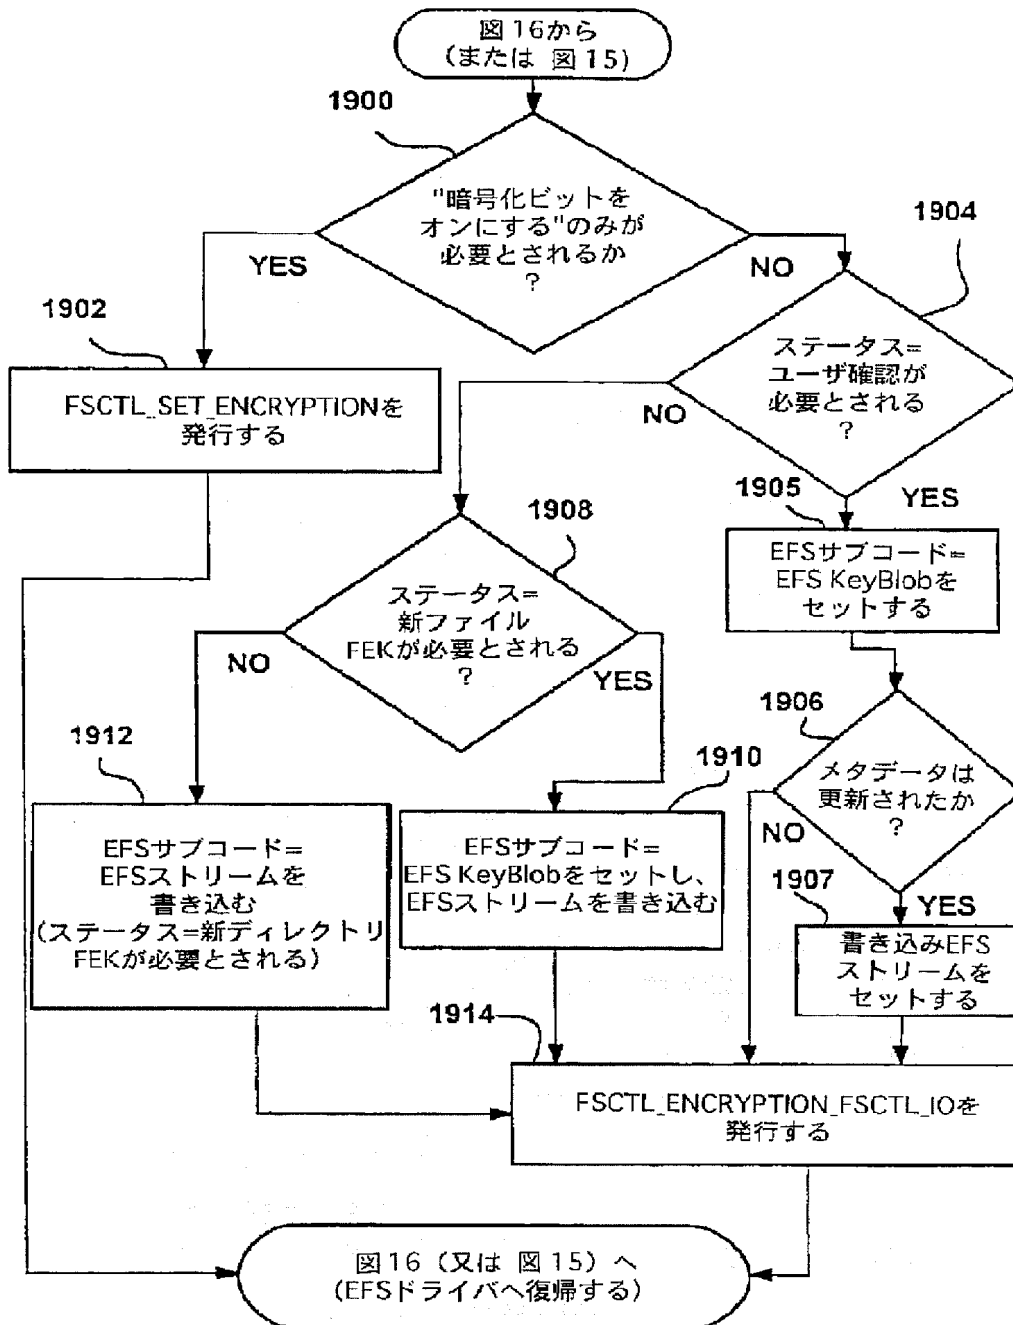 図16から
(または 図15)
1900
"暗号化ビットを
オンにする"のみが
必要とされるか
?
YES
NO
1904
1902
FSCTL_SET_ENCRYPTIONを
発行する
ステータス=
ユーザ確認が
必要とされる
?
NO
YES
1905
EFSサブコード=
EFS KeyBlobを
セットする
1908
ステータス=
新ファイル
FEKが必要とされる
?
NO
YES
1906
メタデータは
更新されたか
?
NO
YES
1912
EFSサブコード=
EFSストリームを
書き込む
(ステータス=新ディレクトリ
FEKが必要とされる)
1910
EFSサブコード=
EFS KeyBlobをセットし、
EFSストリームを書き込む
1907
書き込みEFS
ストリームを
セットする
1914
FSCTL_ENCRYPTION_FSCTL_IOを
発行する
図16 (又は 図15) へ
(EFSドライバへ復帰する)